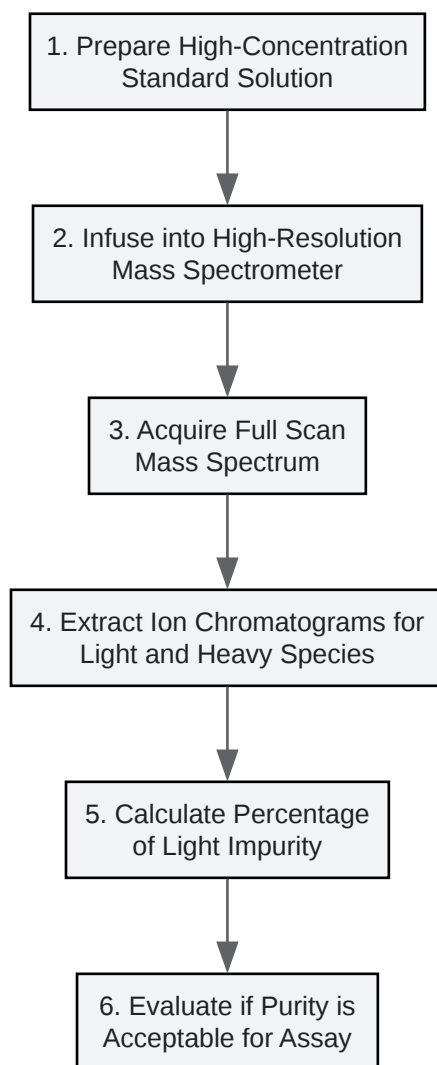 1. Prepare High-Concentration
Standard Solution
2. Infuse into High-Resolution
Mass Spectrometer
3. Acquire Full Scan
Mass Spectrum
4. Extract Ion Chromatograms for
Light and Heavy Species
5. Calculate Percentage
of Light Impurity
6. Evaluate if Purity is
Acceptable for Assay